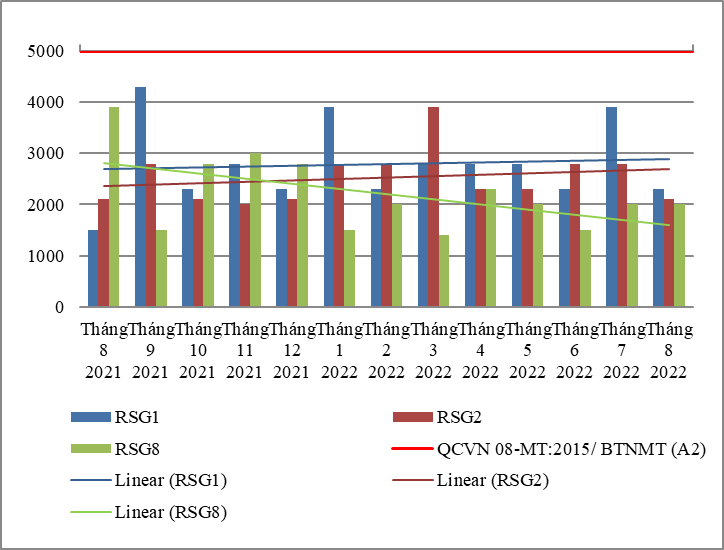 5000
4000
3000
2000
1000
0
Tháng Tháng Tháng Tháng Tháng Tháng Tháng Tháng Tháng Tháng Tháng Tháng Tháng
8 9 10 11 12 1 2 3 4 5 6 7 8
2021 2021 2021 2021 2021 2022 2022 2022 2022 2022 2022 2022 2022
RSG1 RSG2
RSG8 QCVN 08-MT:2015/ BTNMT (A2)
Linear (RSG1) Linear (RSG2)
Linear (RSG8)